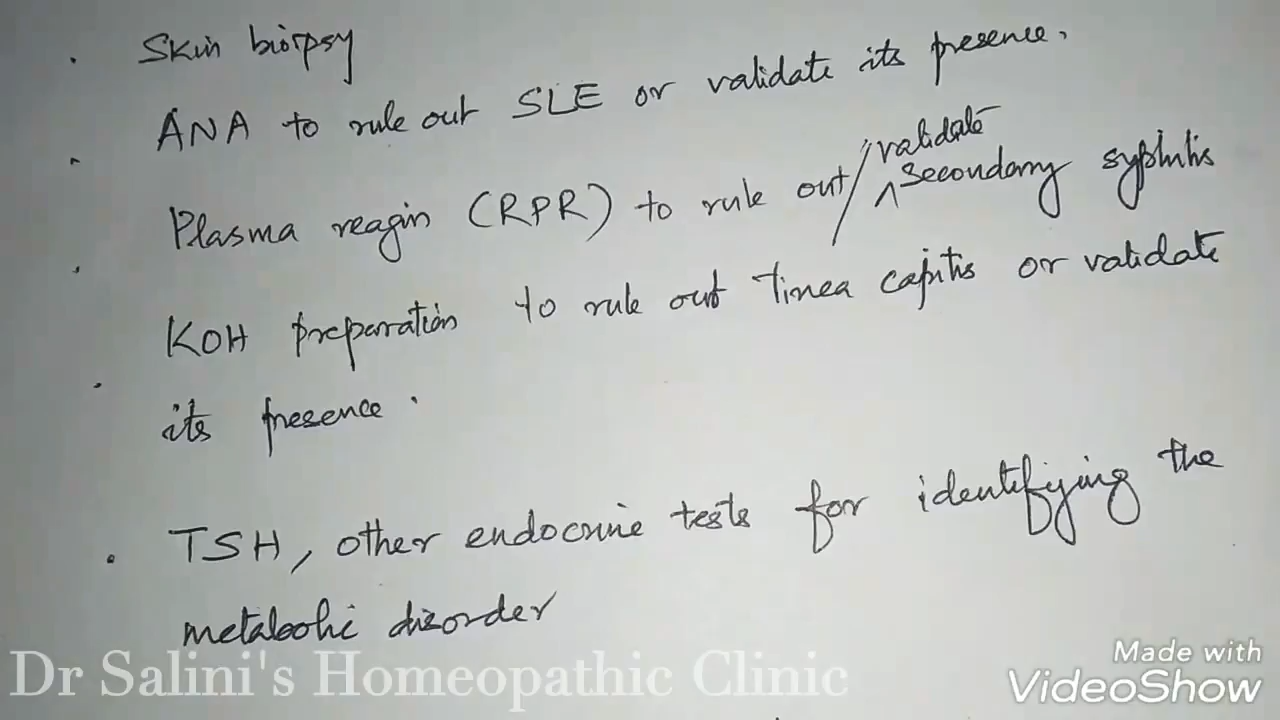 . Skin biopsy
. ANA to rule out SLE or validate its presence.
. Plasma reagin (RPR) to rule out/ validate secondary syphilis
. KOH preparation to rule out Tinea capitis or validate
its presence.
. TSH, other endocrine tests for identifying the
metabolic disorder
Dr Salini's Homeopathic Clinic
Made with
VideoShow